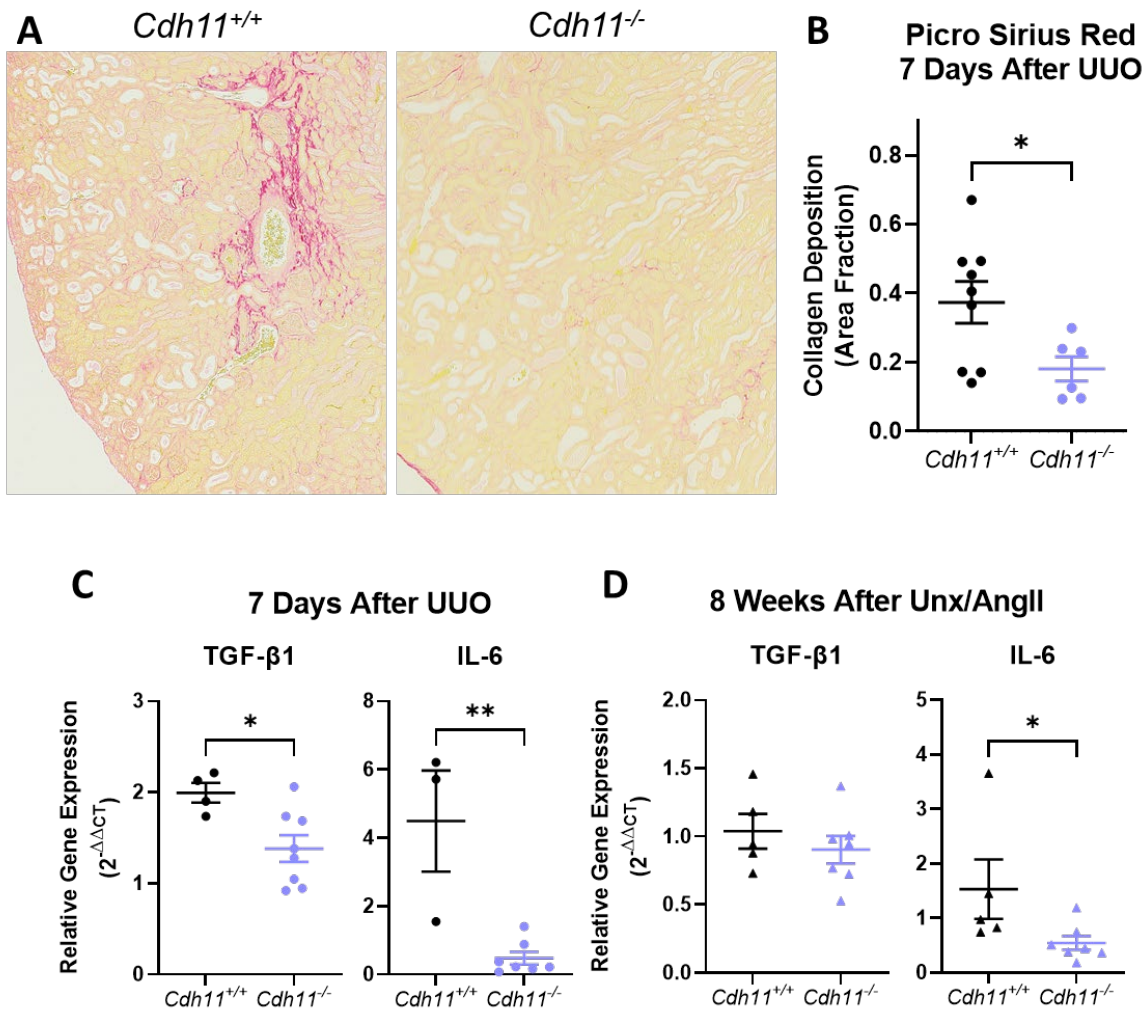 A
Cdh11+/+
Cdh11-/-
B
Picro Sirius Red
7 Days After UUO
Collagen Deposition
(Area Fraction)
0.8
0.6
0.4
0.2
0.0
*
Cdh11+/+
Cdh11-/-
C
7 Days After UUO
TGF-β1
Relative Gene Expression
(2-ΔΔCT)
3
2
1
0
*
Cdh11+/+
Cdh11-/-
IL-6
8
6
4
2
0
**
Cdh11+/+
Cdh11-/-
D
8 Weeks After Unx/AngII
TGF-β1
Relative Gene Expression
(2-ΔΔCT)
2.0
1.5
1.0
0.5
0.0
Cdh11+/+
Cdh11-/-
IL-6
5
4
3
2
1
0
*
Cdh11+/+
Cdh11-/-